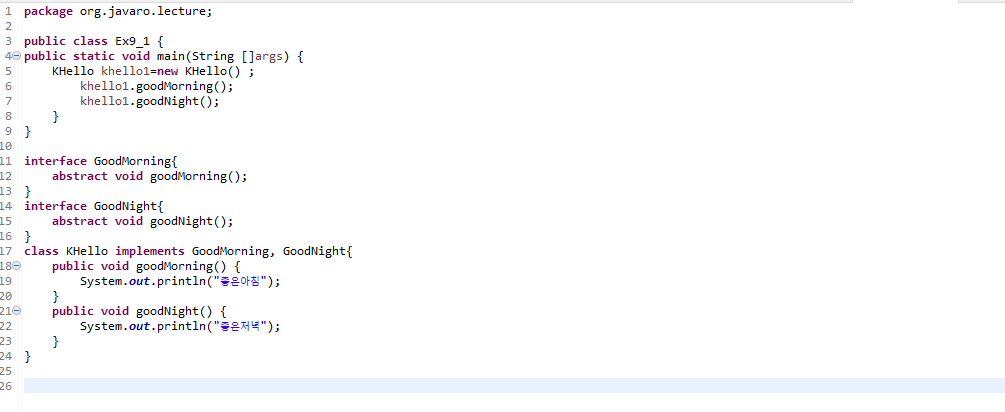 1 package org.javaro.lecture;
2
3 public class Ex9_1 {
4 public static void main(String []args) {
5     KHello khello1=new KHello() ;
6         khello1.goodMorning();
7         khello1.goodNight();
8     }
9 }
10
11 interface GoodMorning{
12     abstract void goodMorning();
13 }
14 interface GoodNight{
15     abstract void goodNight();
16 }
17 class KHello implements GoodMorning, GoodNight{
18     public void goodMorning() {
19         System.out.println("좋은아침");
20     }
21     public void goodNight() {
22         System.out.println("좋은저녁");
23     }
24 }
25
26